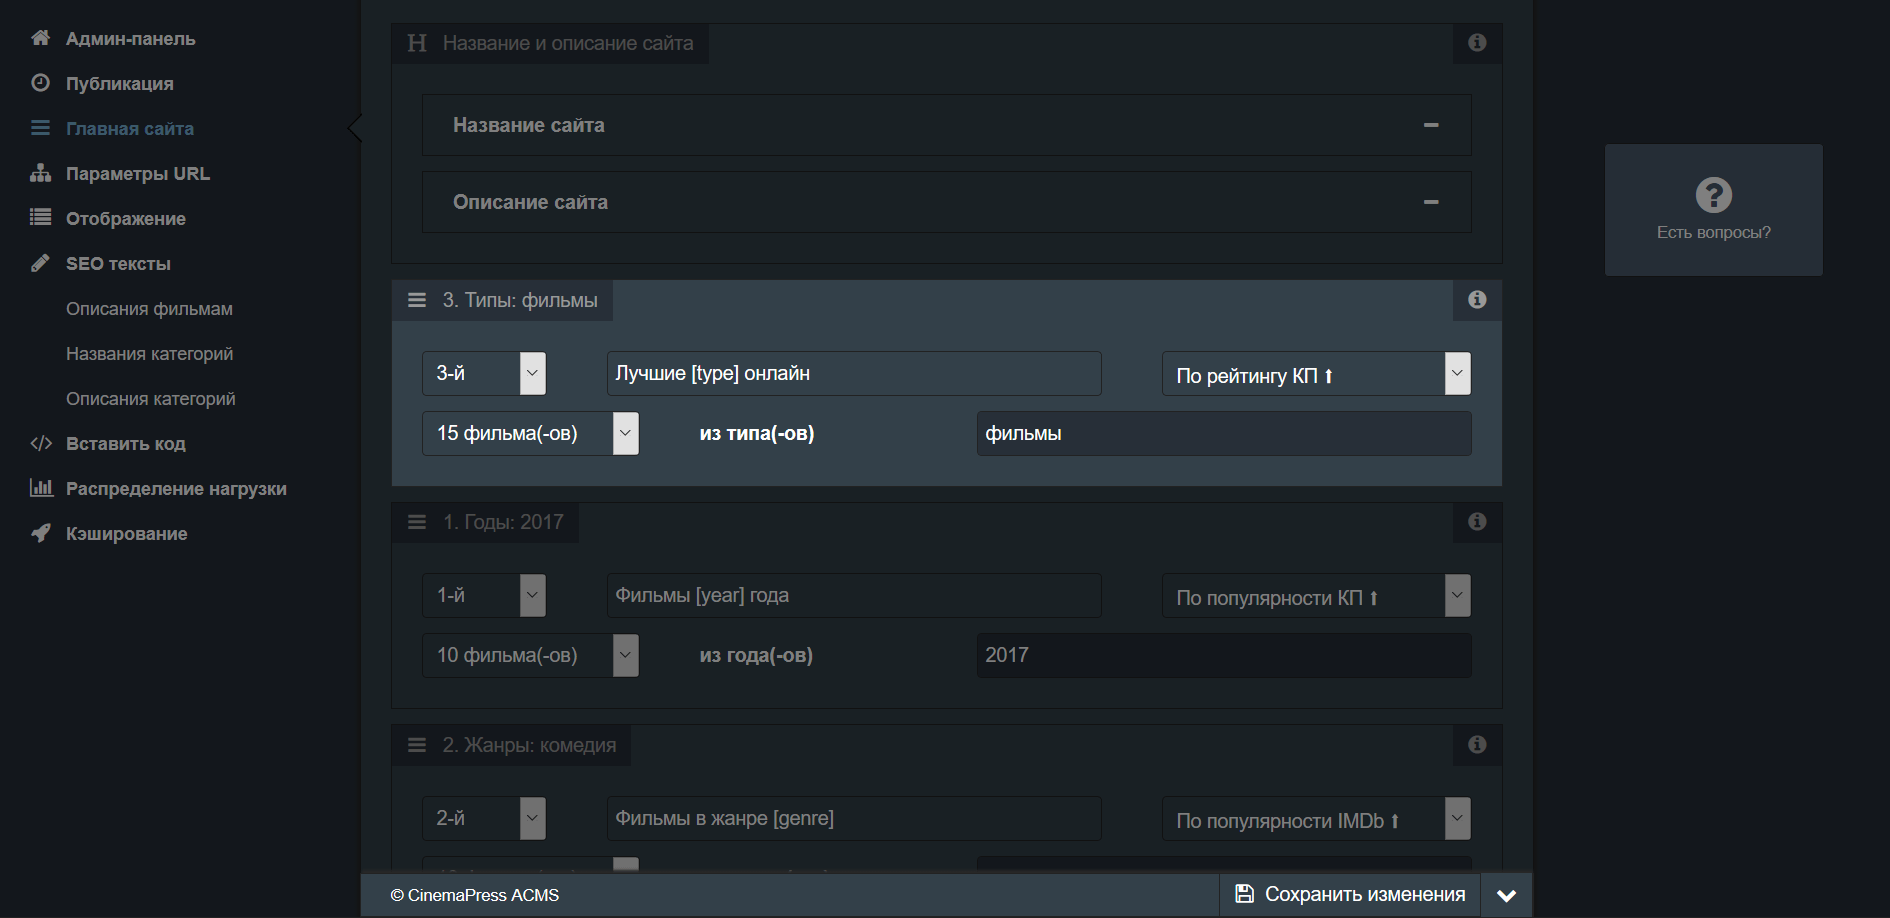 Админ-панель
Публикация
Главная сайта
Параметры URL
Отображение
SEO тексты
Описания фильмам
Названия категорий
Описания категорий
Вставить код
Распределение нагрузки
Кэширование
Название и описание сайта
Название сайта
Описание сайта
3. Типы: фильмы
3-й Лучшие [type] онлайн По рейтингу КП ⬆
15 фильма(-ов) из типа(-ов) фильмы
1. Годы: 2017
1-й Фильмы [year] года По популярности КП ⬆
10 фильма(-ов) из года(-ов) 2017
2. Жанры: комедия
2-й Фильмы в жанре [genre] По популярности IMDb ⬆
© CinemaPress ACMS
Сохранить изменения
Есть вопросы?